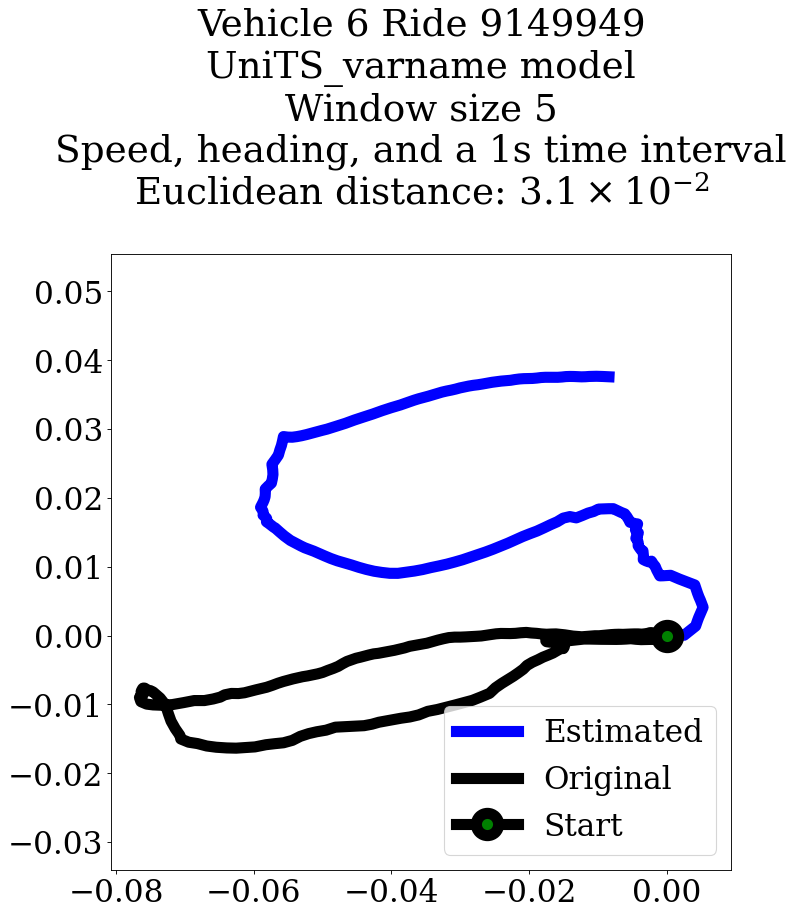 Vehicle 6 Ride 9149949
UniTS_varname model
Window size 5
Speed, heading, and a 1s time interval
Euclidean distance: 3.1 × 10⁻²
0.05
0.04
0.03
0.02
0.01
0.00
−0.01
−0.02
−0.03
Estimated
Original
Start
−0.08 −0.06 −0.04 −0.02 0.00